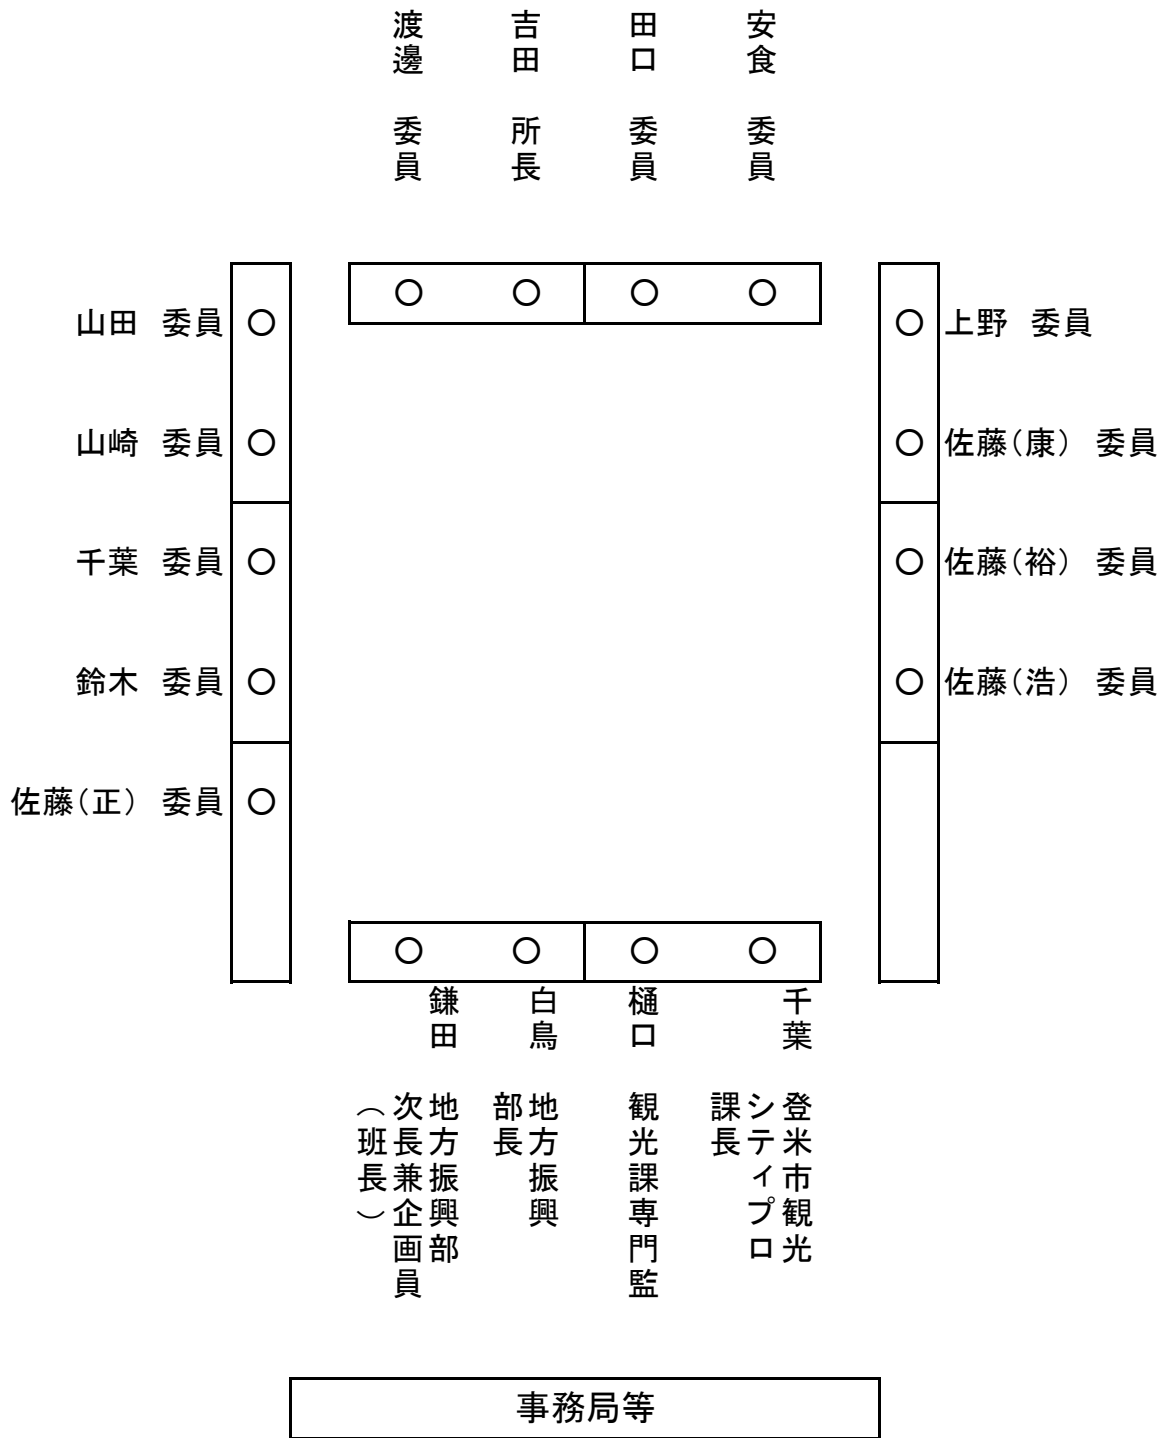 渡邊 委員
吉田 所長
田口 委員
安食 委員
山田 委員
上野 委員
山崎 委員
佐藤（康） 委員
千葉 委員
佐藤（裕） 委員
鈴木 委員
佐藤（浩） 委員
佐藤（正） 委員
鎌田 地方振興部
次長兼企画員
（班長）
白鳥 地方振興
部長
樋口 観光課専門監
千葉 登米市観光
シティプロ
課長
事務局等